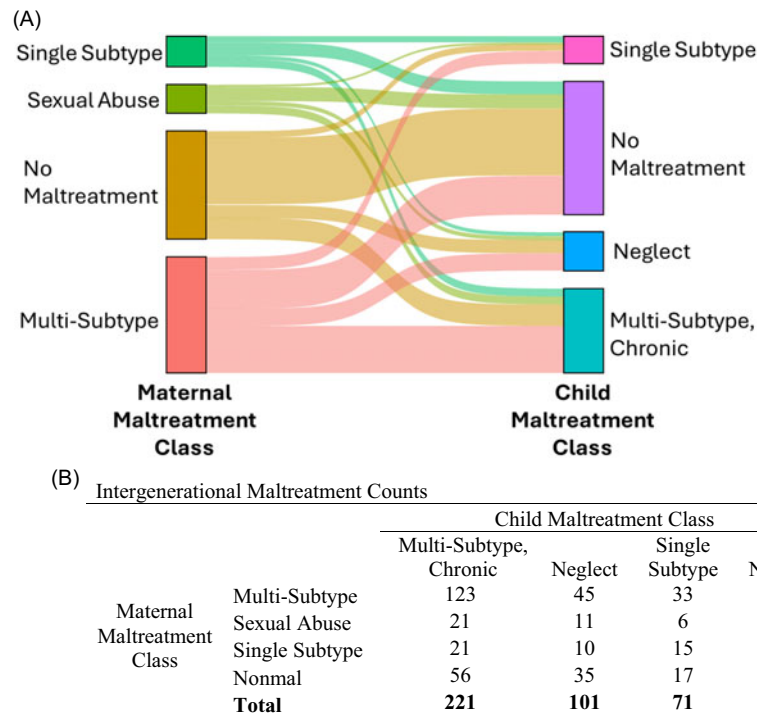 (A)
Single Subtype
Sexual Abuse
No
Maltreatment
Multi-Subtype
Maternal
Maltreatment
Class
Single Subtype
No
Maltreatment
Neglect
Multi-Subtype,
Chronic
Child
Maltreatment
Class
(B)
Intergenerational Maltreatment Counts
Child Maltreatment Class
Multi-Subtype, Chronic Neglect Single Subtype
Maternal Maltreatment Class
Multi-Subtype 123 45 33
Sexual Abuse 21 11 6
Single Subtype 21 10 15
Nonmal 56 35 17
Total 221 101 71